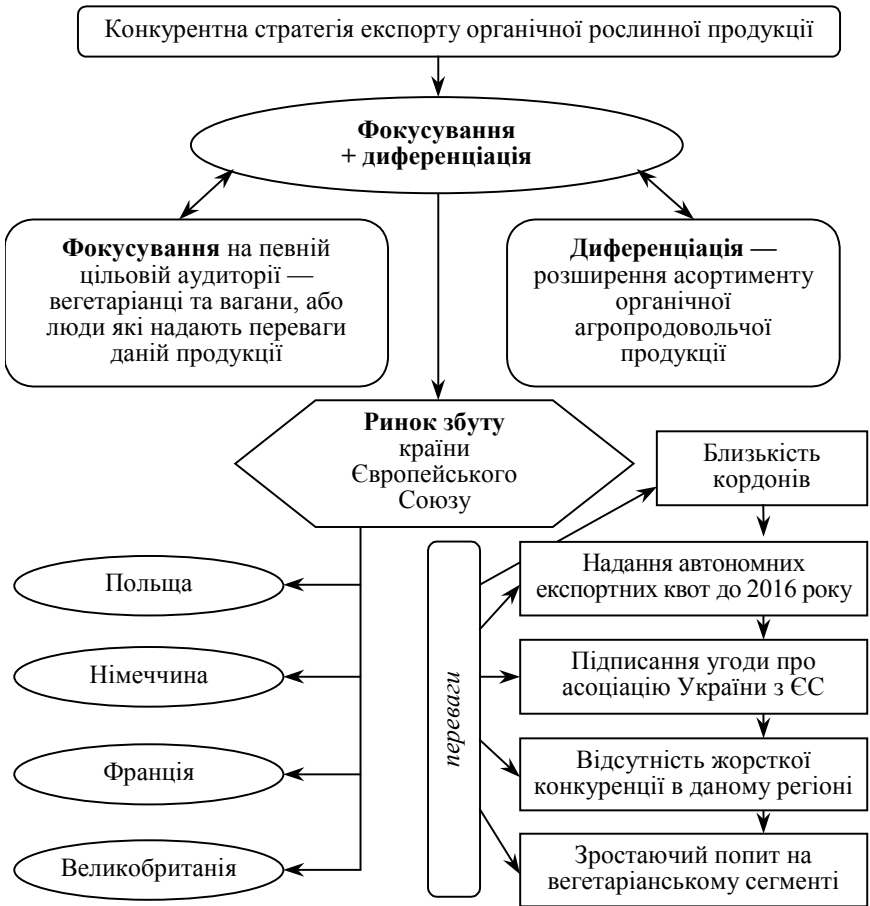 Конкурентна стратегія експорту органічної рослинної продукції
Фокусування
+ диференціація
Фокусування на певній
цільовій аудиторії —
вегетаріанці та вагани, або
люди які надають переваги
даній продукції
Диференціація —
розширення асортименту
органічної
агропродовольчої
продукції
Ринок збуту
країни
Європейського
Союзу
Польща
Німеччина
Франція
Великобританія
переваги
Близькість
кордонів
Надання автономних
експортних квот до 2016 року
Підписання угоди про
асоціацію України з ЄС
Відсутність жорсткої
конкуренції в даному регіоні
Зростаючий попит на
вегетаріанському сегменті